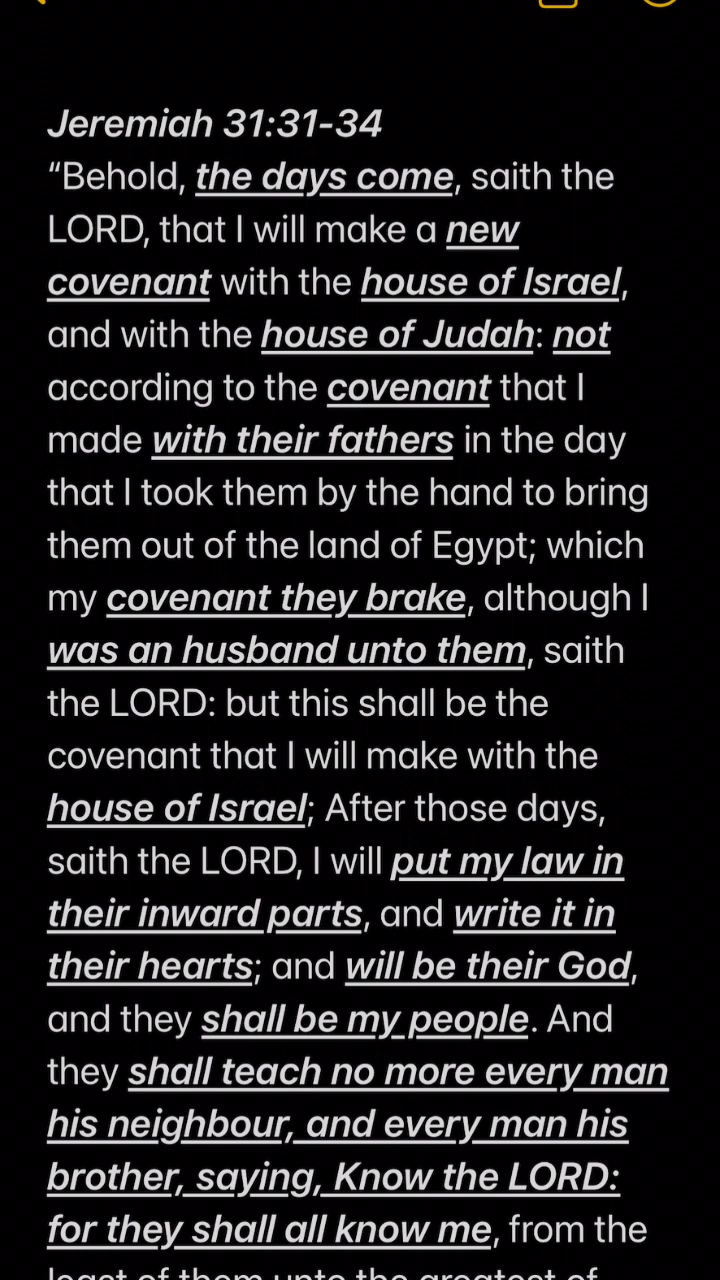 Jeremiah 31:31-34
“Behold, the days come, saith the
LORD, that I will make a new
covenant with the house of Israel,
and with the house of Judah: not
according to the covenant that I
made with their fathers in the day
that I took them by the hand to bring
them out of the land of Egypt; which
my covenant they brake, although I
was an husband unto them, saith
the LORD: but this shall be the
covenant that I will make with the
house of Israel; After those days,
saith the LORD, I will put my law in
their inward parts, and write it in
their hearts; and will be their God,
and they shall be my people. And
they shall teach no more every man
his neighbour, and every man his
brother, saying, Know the LORD:
for they shall all know me, from the
least of them unto the greatest of